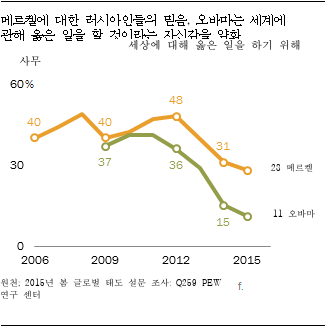 메르켈에 대한 러시아인들의 믿음, 오바마는 세계에
관해 옳은 일을 할 것이라는 자신감을 약화
세상에 대해 옳은 일을 하기 위해
사무
60%
48
40
40
31
30
28 메르켈
37
36
15
11 오바마
0
2006
2009
2012
2015
원천: 2015년 봄 글로벌 태도 설문 조사: Q259 PEW
연구 센터
f.